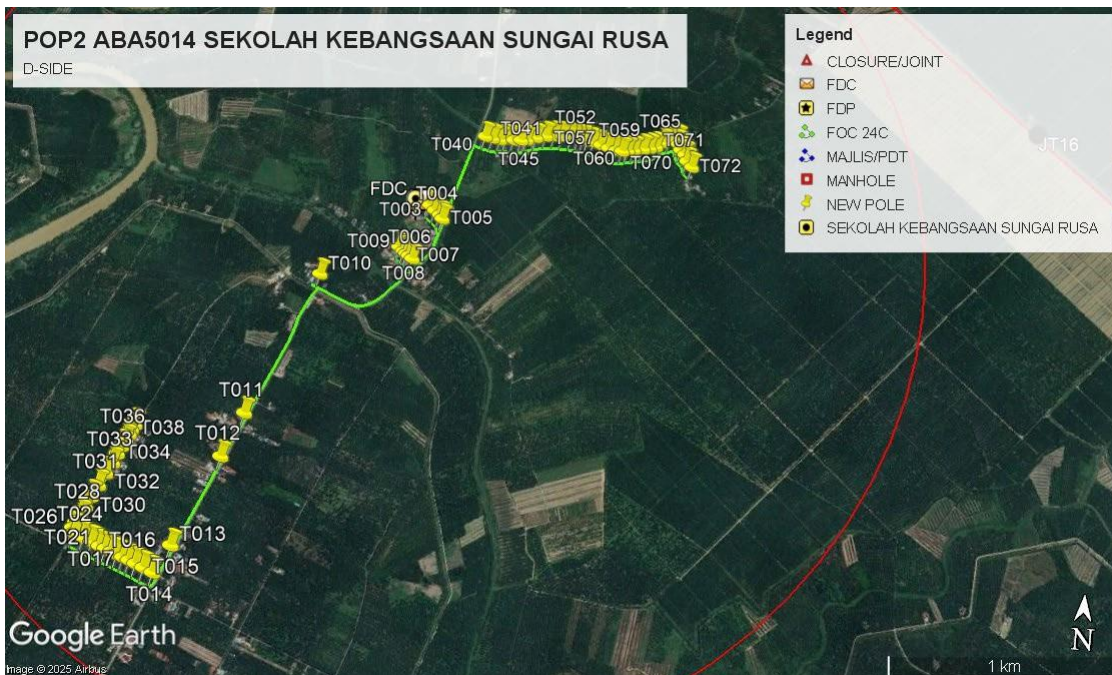 POP2 ABA5014 SEKOLAH KEBANGSAAN SUNGAI RUSA
D-SIDE
Legend
CLOSURE/JOINT
FDC
FDP
FOC 24C
MAJLIS/PDT
MANHOLE
NEW POLE
SEKOLAH KEBANGSAAN SUNGAI RUSA
JT16
T040
T041
T045
T052
T057
T059
T060
T065
T070
T071
T072
FDC
T004
T003
T005
T009
T006
T007
T008
T010
T011
T012
T036
T038
T033
T034
T031
T032
T028
T030
T026
T024
T021
T016
T013
T017
T015
T014
Google Earth
Image © 2025 Airbus
N
1 km